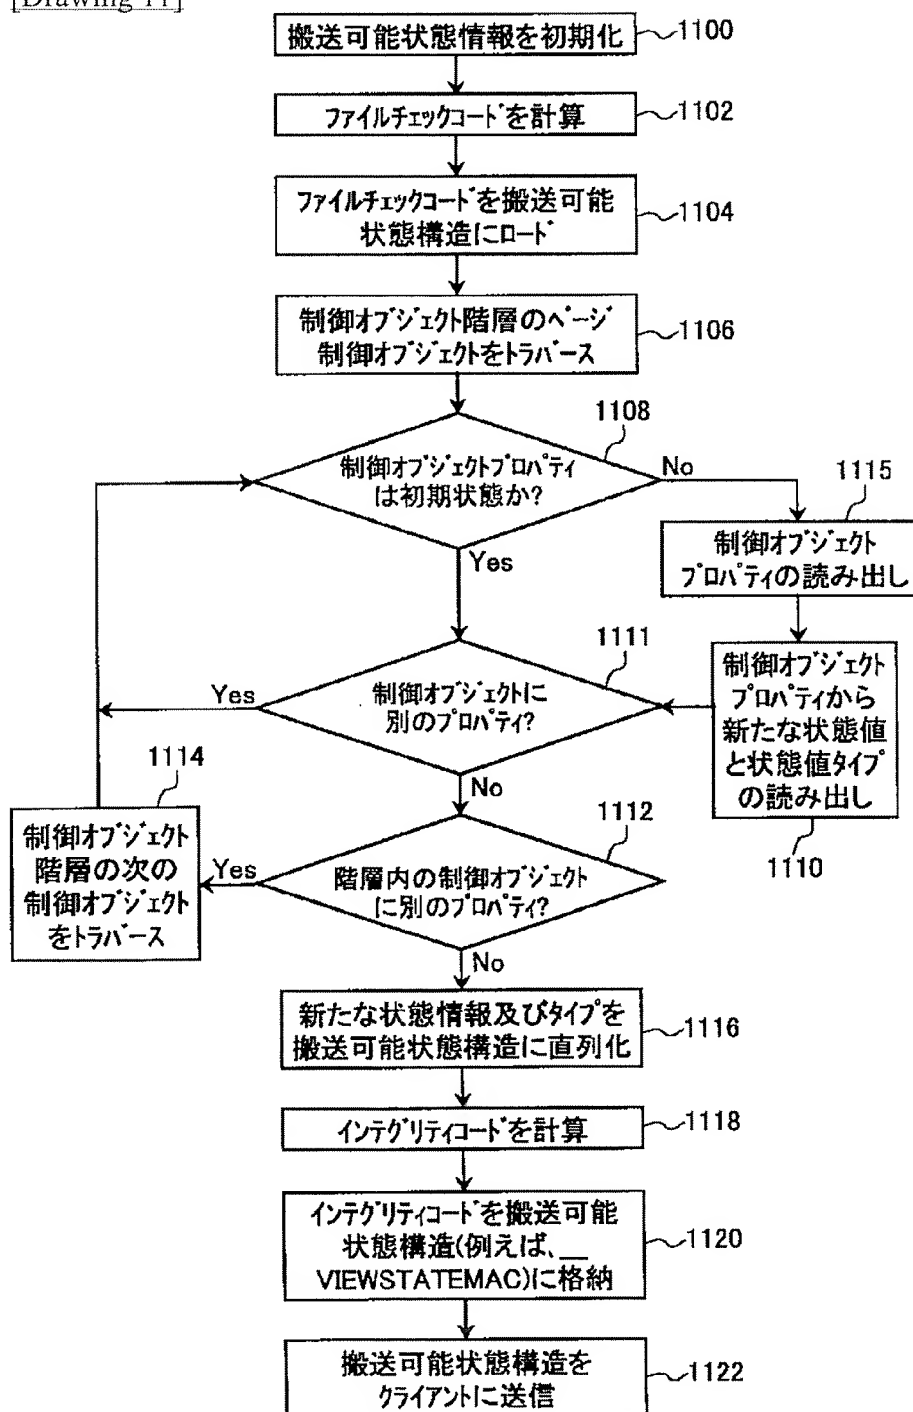 [Drawing 11]
搬送可能状態情報を初期化
1100
ファイルチェックコードを計算
1102
ファイルチェックコードを搬送可能
状態構造にロード
1104
制御オブジェクト階層のページ
制御オブジェクトをトラバース
1106
1108
制御オブジェクトプロパティ
は初期状態か?
No
Yes
1115
制御オブジェクト
プロパティの読み出し
制御オブジェクト
プロパティから
新たな状態値
と状態値タイプ
の読み出し
1110
1111
制御オブジェクトに
別のプロパティ?
Yes
No
1112
階層内の制御オブジェクト
に別のプロパティ?
Yes
No
1114
制御オブジェクト
階層の次の
制御オブジェクト
をトラバース
新たな状態情報及びタイプを
搬送可能状態構造に直列化
1116
インテグリティコードを計算
1118
インテグリティコードを搬送可能
状態構造(例えば、__
VIEWSTATEMAC)に格納
1120
搬送可能状態構造を
クライアントに送信
1122